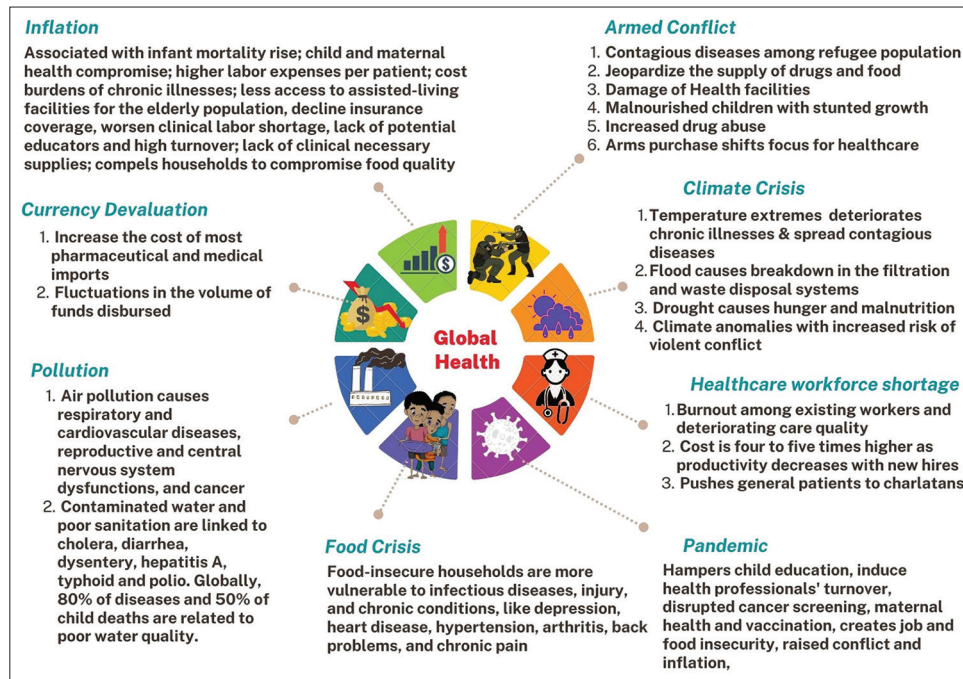 Inflation
Associated with infant mortality rise; child and maternal
health compromise; higher labor expenses per patient; cost
burdens of chronic illnesses; less access to assisted-living
facilities for the elderly population, decline insurance
coverage, worsen clinical labor shortage, lack of potential
educators and high turnover; lack of clinical necessary
supplies; compels households to compromise food quality
Armed Conflict
1. Contagious diseases among refugee population
2. Jeopardize the supply of drugs and food
3. Damage of Health facilities
4. Malnourished children with stunted growth
5. Increased drug abuse
6. Arms purchase shifts focus for healthcare
Currency Devaluation
1. Increase the cost of most
pharmaceutical and medical
imports
2. Fluctuations in the volume of
funds disbursed
Climate Crisis
1. Temperature extremes deteriorates
chronic illnesses & spread contagious
diseases
2. Flood causes breakdown in the filtration
and waste disposal systems
3. Drought causes hunger and malnutrition
4. Climate anomalies with increased risk of
violent conflict
$
$
Global
Health
Pollution
1. Air pollution causes
respiratory and
cardiovascular diseases,
reproductive and central
nervous system
dysfunctions, and cancer
2. Contaminated water and
poor sanitation are linked to
cholera, diarrhea,
dysentery, hepatitis A,
typhoid and polio. Globally,
80% of diseases and 50% of
child deaths are related to
poor water quality.
Healthcare workforce shortage
1. Burnout among existing workers and
deteriorating care quality
2. Cost is four to five times higher as
productivity decreases with new hires
3. Pushes general patients to charlatans
Food Crisis
Food-insecure households are more
vulnerable to infectious diseases, injury,
and chronic conditions, like depression,
heart disease, hypertension, arthritis, back
problems, and chronic pain
Pandemic
Hampers child education, induce
health professionals' turnover,
disrupted cancer screening, maternal
health and vaccination, creates job and
food insecurity, raised conflict and
inflation,